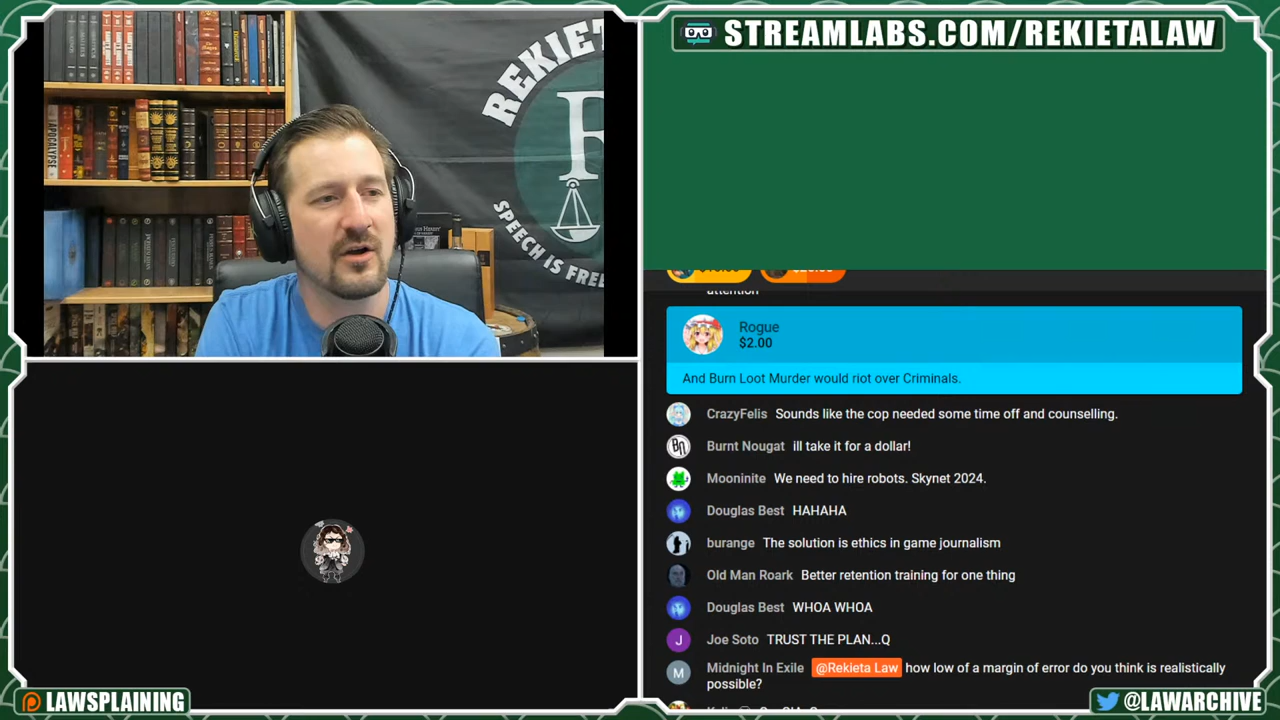 STREAMLABS.COM/REKIETALAW
REKIET
R
SPEECH IS FREE
APOCALYPSE
attention
Rogue
$2.00
And Burn Loot Murder would riot over Criminals.
CrazyFelis Sounds like the cop needed some time off and counselling.
Burnt Nougat ill take it for a dollar!
Mooninite We need to hire robots. Skynet 2024.
Douglas Best HAHAHA
burange The solution is ethics in game journalism
Old Man Roark Better retention training for one thing
Douglas Best WHOA WHOA
J
Joe Soto TRUST THE PLAN...Q
M
Midnight In Exile @Rekieta Law how low of a margin of error do you think is realistically
possible?
LAWSPLAINING
@LAWARCHIVE